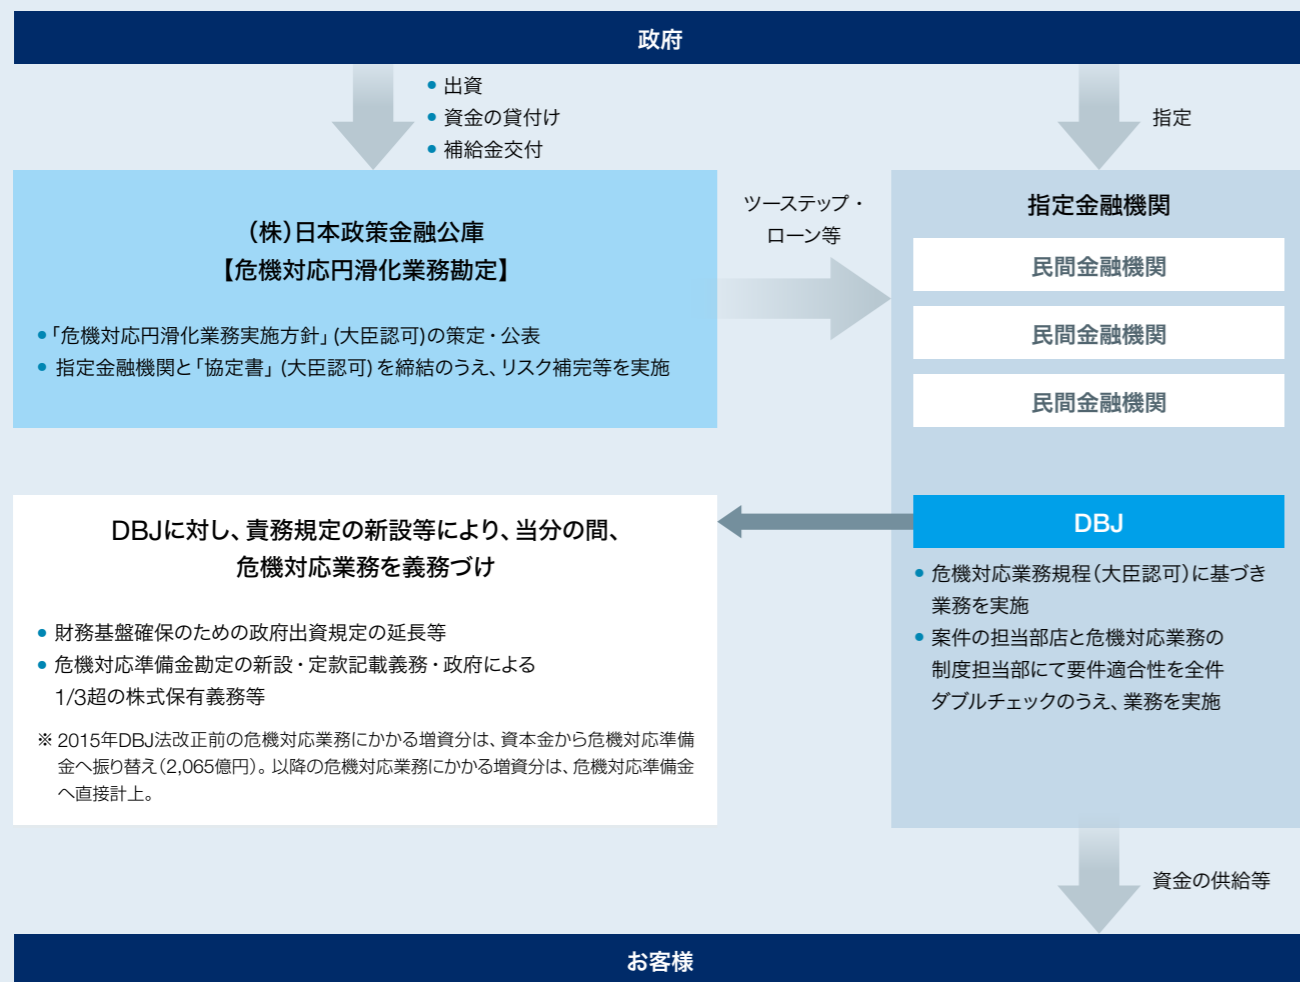 政府
● 出資
● 資金の貸付け
● 補給金交付
指定
(株)日本政策金融公庫
【危機対応円滑化業務勘定】
●「危機対応円滑化業務実施方針」(大臣認可)の策定・公表
● 指定金融機関と「協定書」(大臣認可)を締結のうえ、リスク補完等を実施
ツーステップ・
ローン等
指定金融機関
民間金融機関
民間金融機関
民間金融機関
DBJ
● 危機対応業務規程(大臣認可)に基づき
業務を実施
● 案件の担当部店と危機対応業務の
制度担当部にて要件適合性を全件
ダブルチェックのうえ、業務を実施
DBJに対し、責務規定の新設等により、当分の間、
危機対応業務を義務づけ
● 財務基盤確保のための政府出資規定の延長等
● 危機対応準備金勘定の新設・定款記載義務・政府による
1/3超の株式保有義務等
※ 2015年DBJ法改正前の危機対応業務にかかる増資分は、資本金から危機対応準備
金へ振り替え(2,065億円)。以降の危機対応業務にかかる増資分は、危機対応準備金
へ直接計上。
資金の供給等
お客様